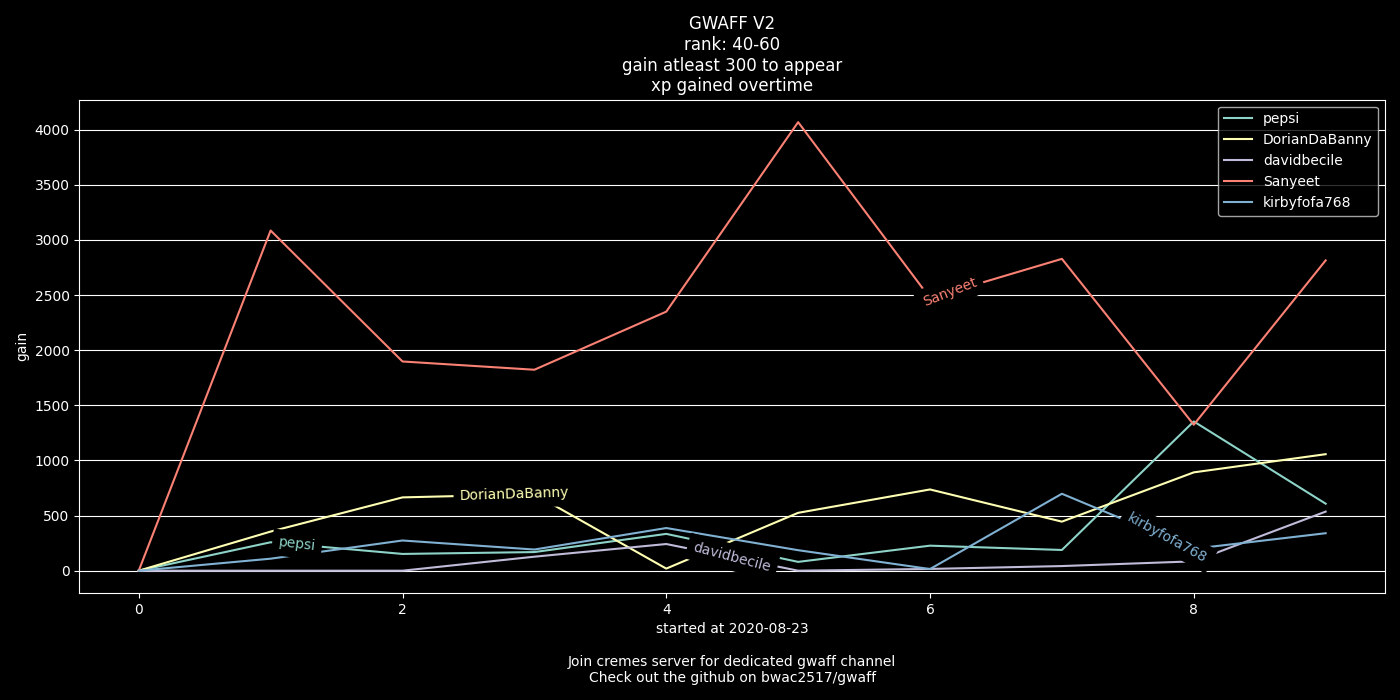 GWAFF V2
rank: 40-60
gain atleast 300 to appear
xp gained overtime
pepsi
DorianDaBanny
davidbecile
Sanyeet
kirbyfofa768
4000
3500
3000
2500
2000
1500
1000
500
0
gain
Sanyeet
DorianDaBanny
pepsi
davidbecile
kirbyfofa768
0 2 4 6 8
started at 2020-08-23
Join cremes server for dedicated gwaff channel
Check out the github on bwac2517/gwaff